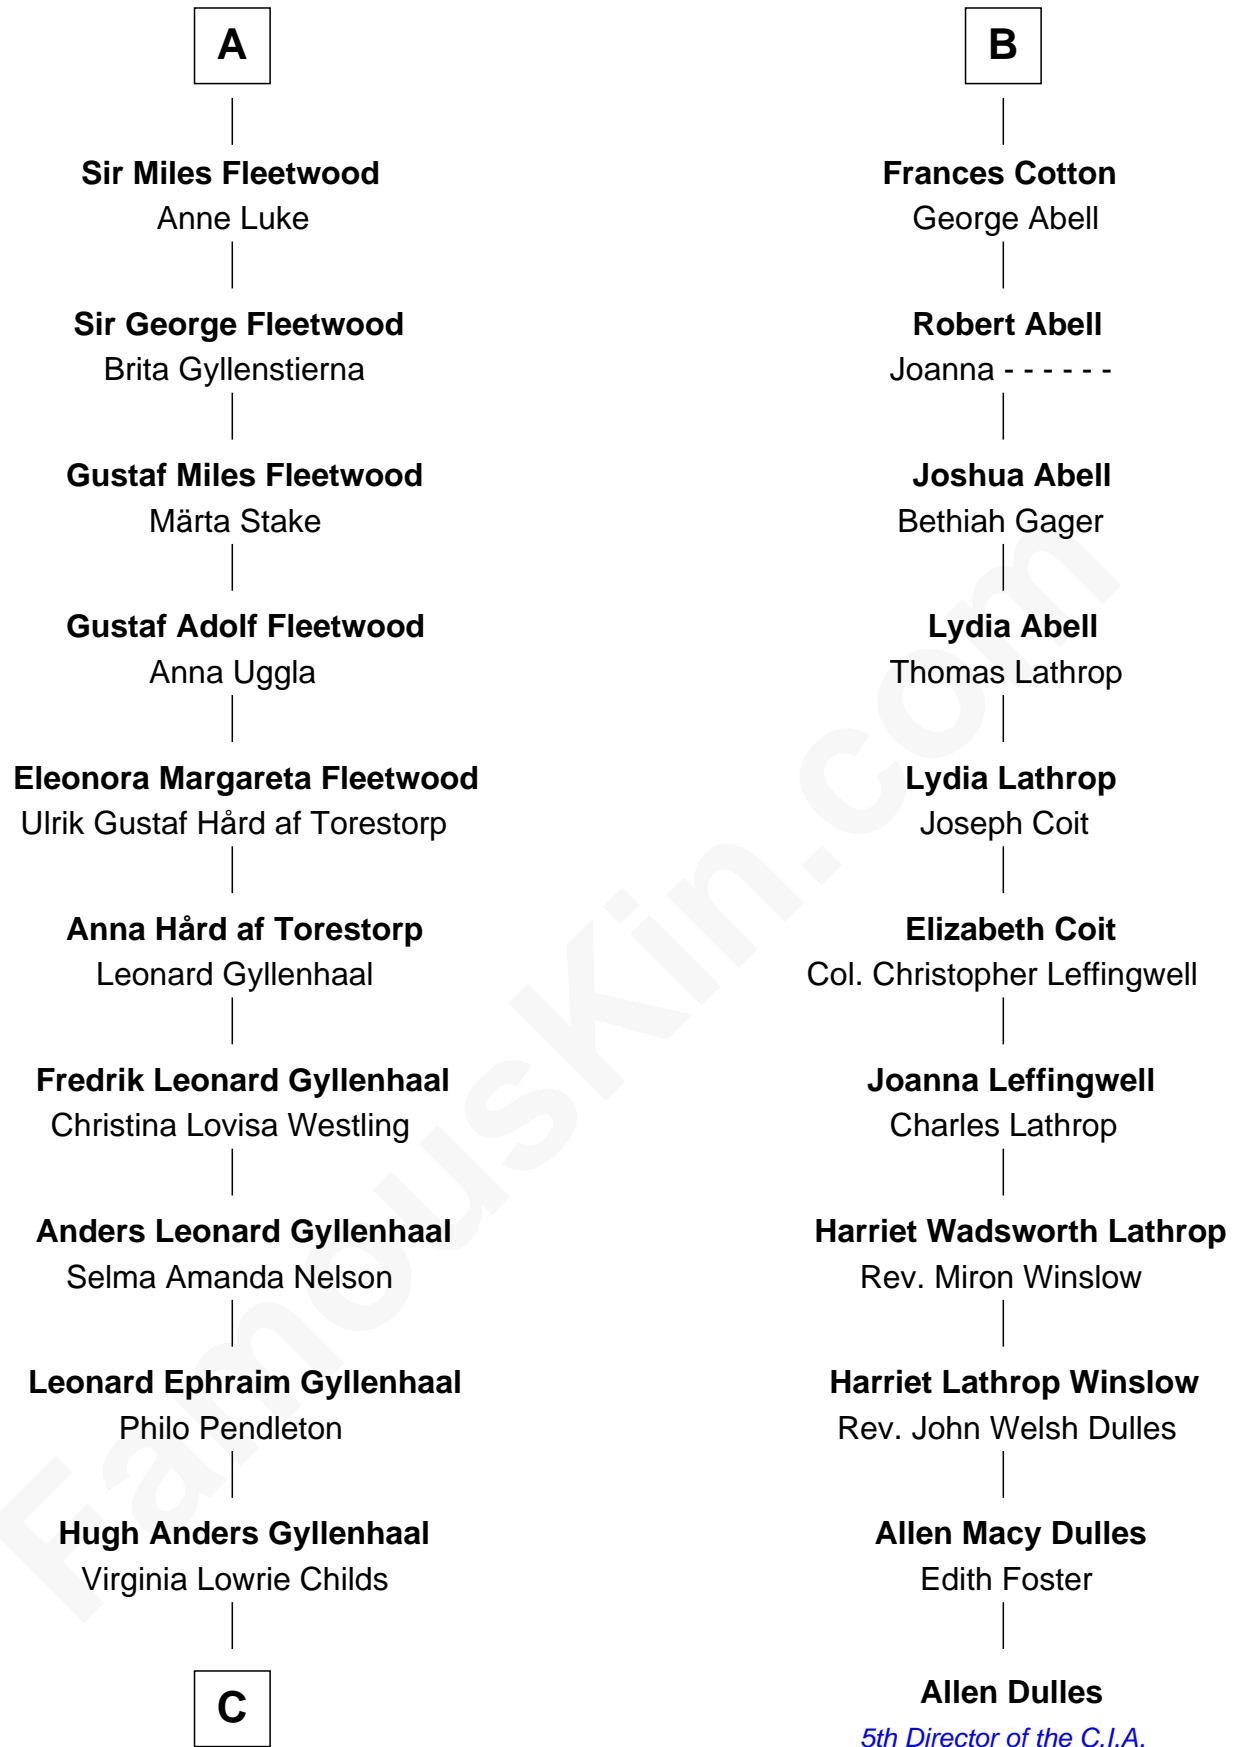 A
Sir Miles Fleetwood
Anne Luke
Sir George Fleetwood
Brita Gyllenstierna
Gustaf Miles Fleetwood
Märta Stake
Gustaf Adolf Fleetwood
Anna Uggla
Eleonora Margareta Fleetwood
Ulrik Gustaf Hård af Torestorp
Anna Hård af Torestorp
Leonard Gyllenhaal
Fredrik Leonard Gyllenhaal
Christina Lovisa Westling
Anders Leonard Gyllenhaal
Selma Amanda Nelson
Leonard Ephraim Gyllenhaal
Philo Pendleton
Hugh Anders Gyllenhaal
Virginia Lowrie Childs
C
B
Frances Cotton
George Abell
Robert Abell
Joanna - - - - - -
Joshua Abell
Bethiah Gager
Lydia Abell
Thomas Lathrop
Lydia Lathrop
Joseph Coit
Elizabeth Coit
Col. Christopher Leffingwell
Joanna Leffingwell
Charles Lathrop
Harriet Wadsworth Lathrop
Rev. Miron Winslow
Harriet Lathrop Winslow
Rev. John Welsh Dulles
Allen Macy Dulles
Edith Foster
Allen Dulles
5th Director of the C.I.A.
FamousKin.com